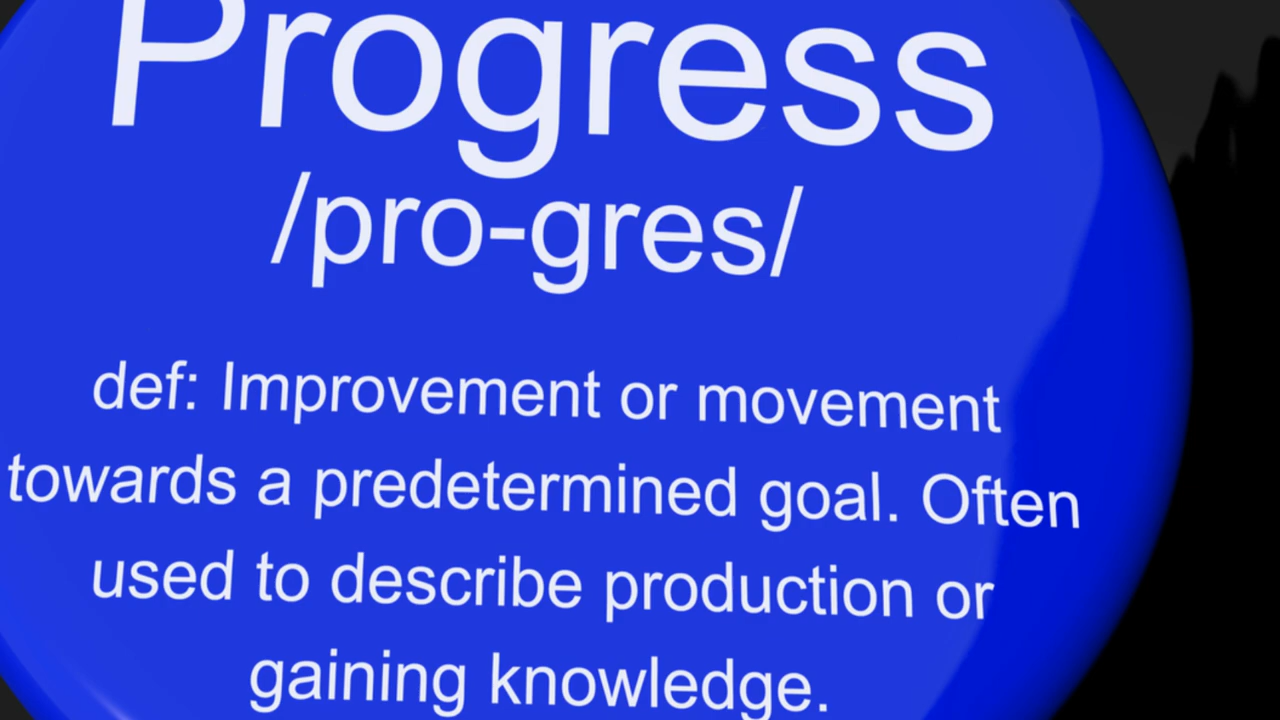 Progress
/pro-gres/
def: Improvement or movement
towards a predetermined goal. Often
used to describe production or
gaining knowledge.